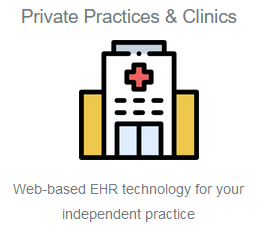 Private Practices & Clinics
Web-based EHR technology for your
independent practice